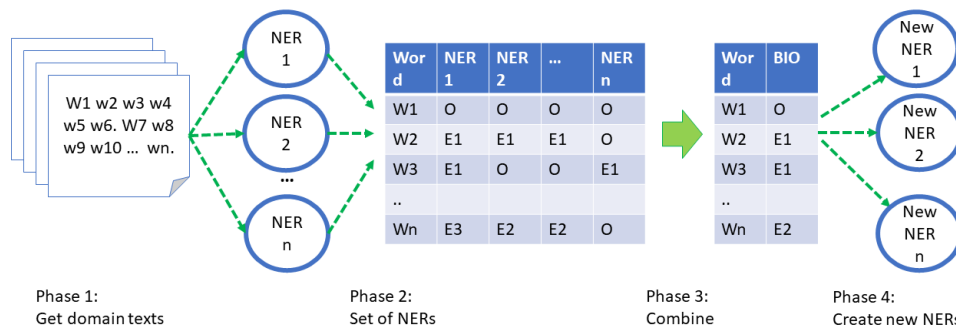 W1 w2 w3 w4
w5 w6. W7 w8
w9 w10 ... wn.
NER
1
NER
2
...
NER
n
Wor
d NER
1 NER
2 ... NER
n
W1 O O O O
W2 E1 E1 E1 O
W3 E1 O O E1
..
Wn E3 E2 E2 O
Wor
d BIO
W1 O
W2 E1
W3 E1
..
Wn E2
New
NER
1
New
NER
2
New
NER
n
Phase 1:
Get domain texts
Phase 2:
Set of NERs
Phase 3:
Combine
Phase 4:
Create new NERs